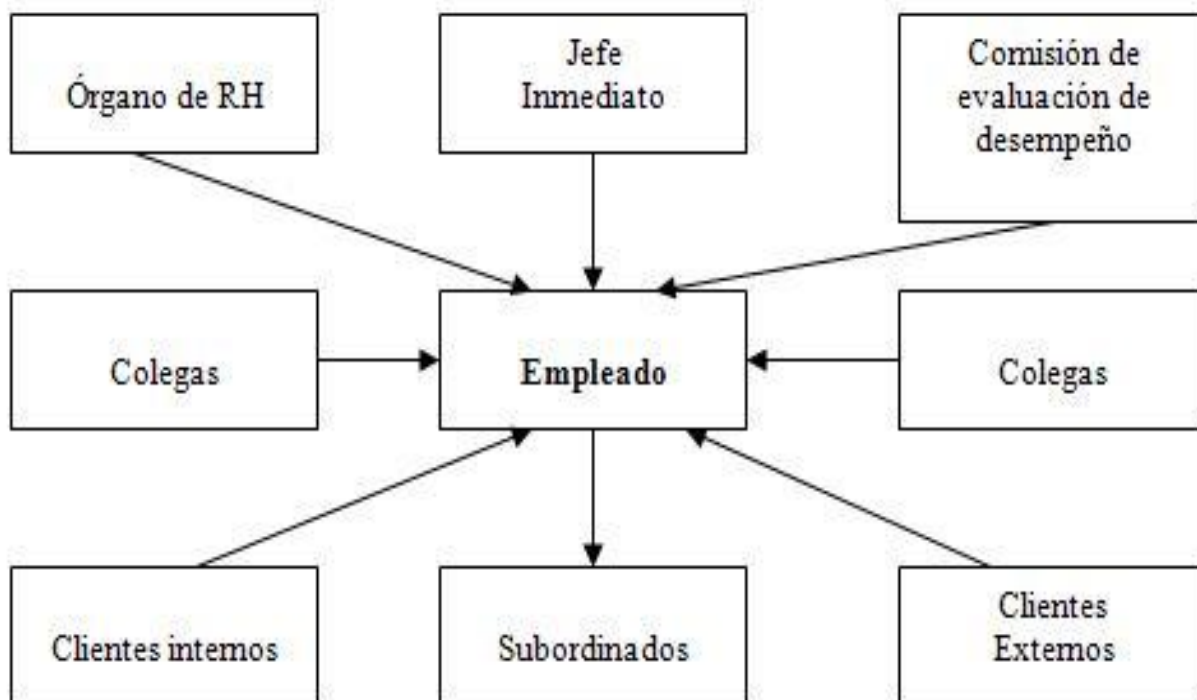 Órgano de RH
Jefe
Inmediato
Comisión de
evaluación de
desempeño
Colegas
Empleado
Colegas
Clientes internos
Subordinados
Clientes
Externos